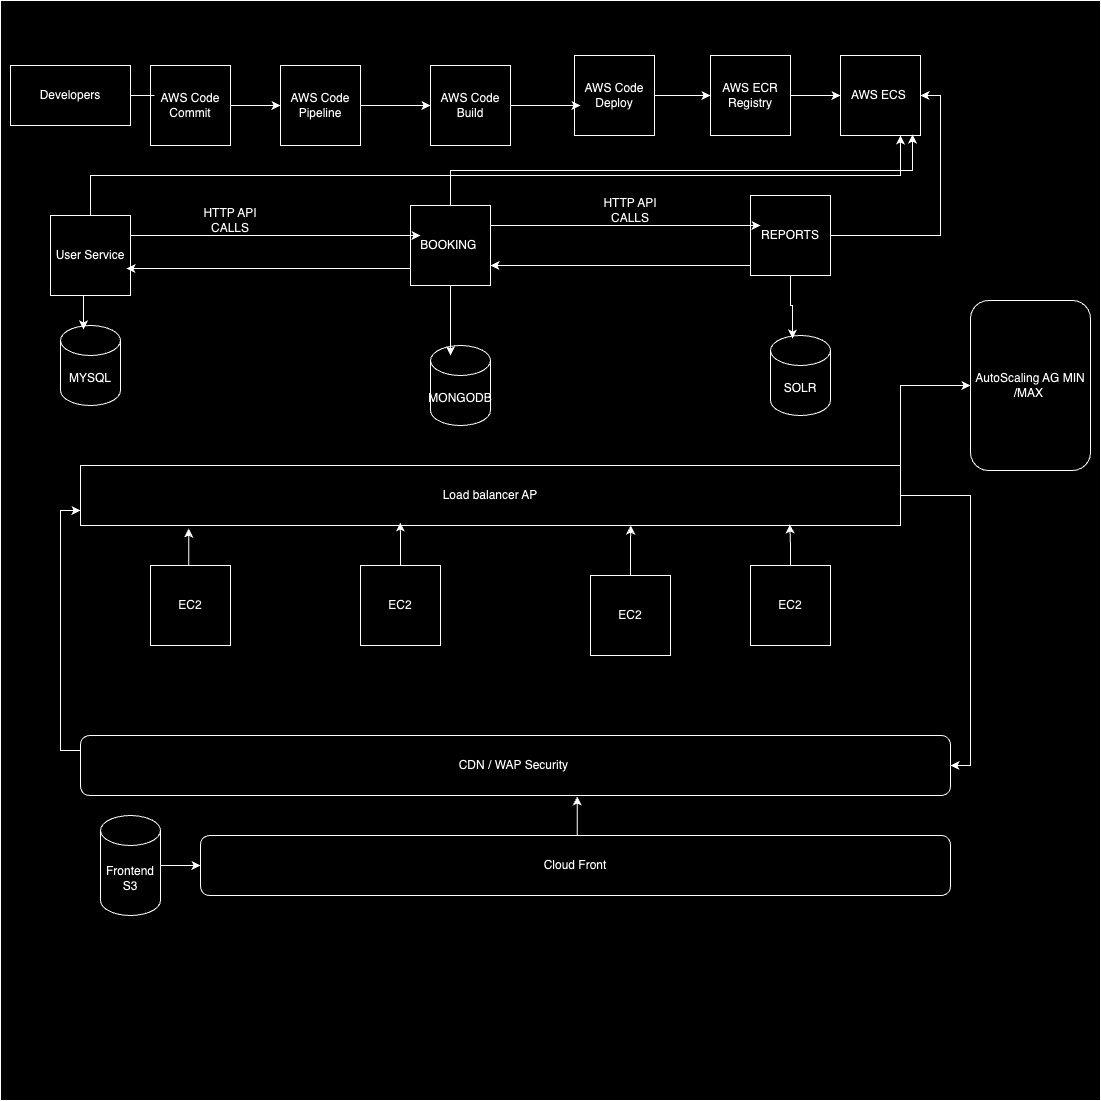 Developers
AWS Code
Commit
AWS Code
Pipeline
AWS Code
Build
AWS Code
Deploy
AWS ECR
Registry
AWS ECS
HTTP API
CALLS
HTTP API
CALLS
User Service
BOOKING
REPORTS
MYSQL
MONGODB
SOLR
AutoScaling AG MIN
/MAX
Load balancer AP
EC2
EC2
EC2
EC2
CDN / WAP Security
Frontend
S3
Cloud Front